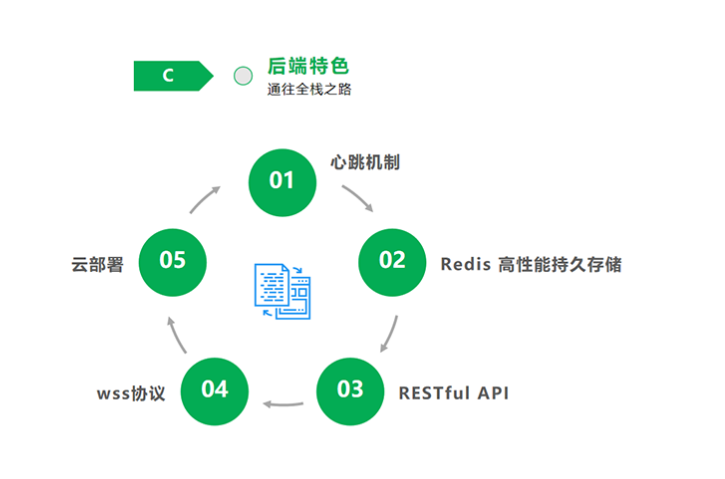 C
后端特色
通往全栈之路
01
心跳机制
02
Redis 高性能持久存储
03
RESTful API
04
wss协议
05
云部署